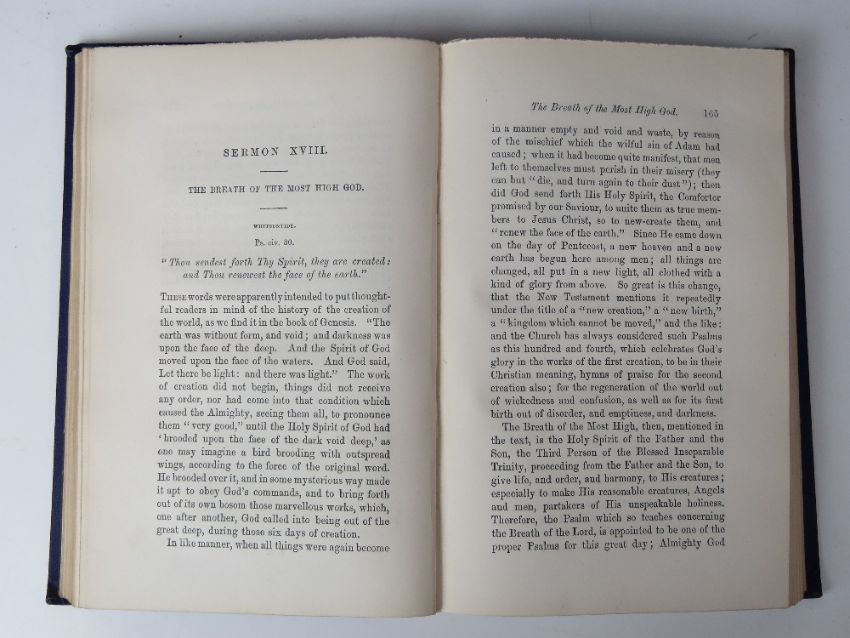 SERMON XVIII.
THE BREATH OF THE MOST HIGH GOD.
WHITSUNTIDE.
Ps. civ. 30.
"Thou sendest forth Thy Spirit, they are created:
and Thou renewest the face of the earth."
THESE words were apparently intended to put thought-
ful readers in mind of the history of the creation of
the world, as we find it in the book of Genesis. "The
earth was without form, and void; and darkness was
upon the face of the deep. And the Spirit of God
moved upon the face of the waters. And God said,
Let there be light: and there was light." The work
of creation did not begin, things did not receive
any order, nor had come into that condition which
caused the Almighty, seeing them all, to pronounce
them "very good," until the Holy Spirit of God had
'brooded upon the face of the dark void deep,' as
one may imagine a bird brooding with outspread
wings, according to the force of the original word.
He brooded over it, and in some mysterious way made
it apt to obey God's commands, and to bring forth
out of its own bosom those marvellous works, which,
one after another, God called into being out of the
great deep, during those six days of creation.
In like manner, when all things were again become
The Breath of the Most High God. 165
in a manner empty and void and waste, by reason
of the mischief which the wilful sin of Adam had
caused; when it had become quite manifest, that men
left to themselves must perish in their misery (they
can but "die, and turn again to their dust"); then
did God send forth His Holy Spirit, the Comforter
promised by our Saviour, to unite them as true mem-
bers to Jesus Christ, so to new-create them, and
"renew the face of the earth." Since He came down
on the day of Pentecost, a new heaven and a new
earth has begun here among men; all things are
changed, all put in a new light, all clothed with a
kind of glory from above. So great is this change,
that the New Testament mentions it repeatedly
under the title of a "new creation," a "new birth,"
a "kingdom which cannot be moved," and the like:
and the Church has always considered such Psalms
as this hundred and fourth, which celebrates God's
glory in the works of the first creation, to be in their
Christian meaning, hymns of praise for the second
creation also; for the regeneration of the world out
of wickedness and confusion, as well as for its first
birth out of disorder, and emptiness, and darkness.
The Breath of the Most High, then, mentioned in
the text, is the Holy Spirit of the Father and the
Son, the Third Person of the Blessed Inseparable
Trinity, proceeding from the Father and the Son, to
give life, and order, and harmony, to His creatures;
especially to make His reasonable creatures, Angels
and men, partakers of His unspeakable holiness.
Therefore, the Psalm which so teaches concerning
the Breath of the Lord, is appointed to be one of the
proper Psalms for this great day; Almighty God